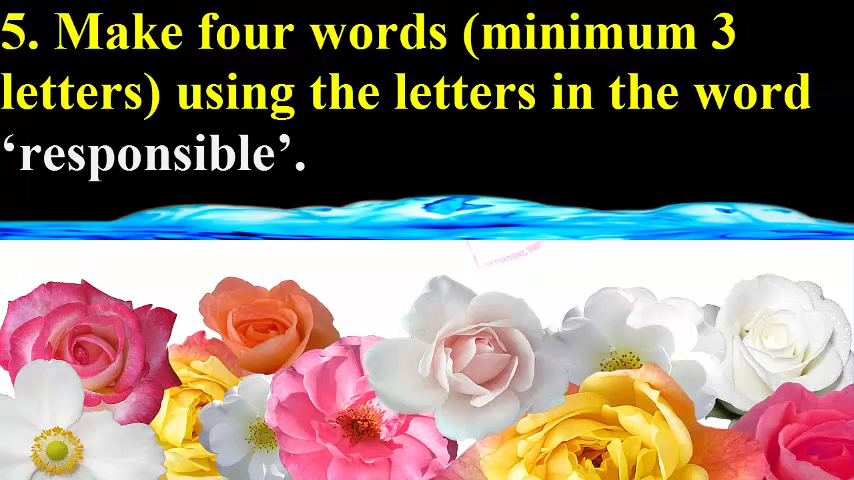 5. Make four words (minimum 3
letters) using the letters in the word
‘responsible’.